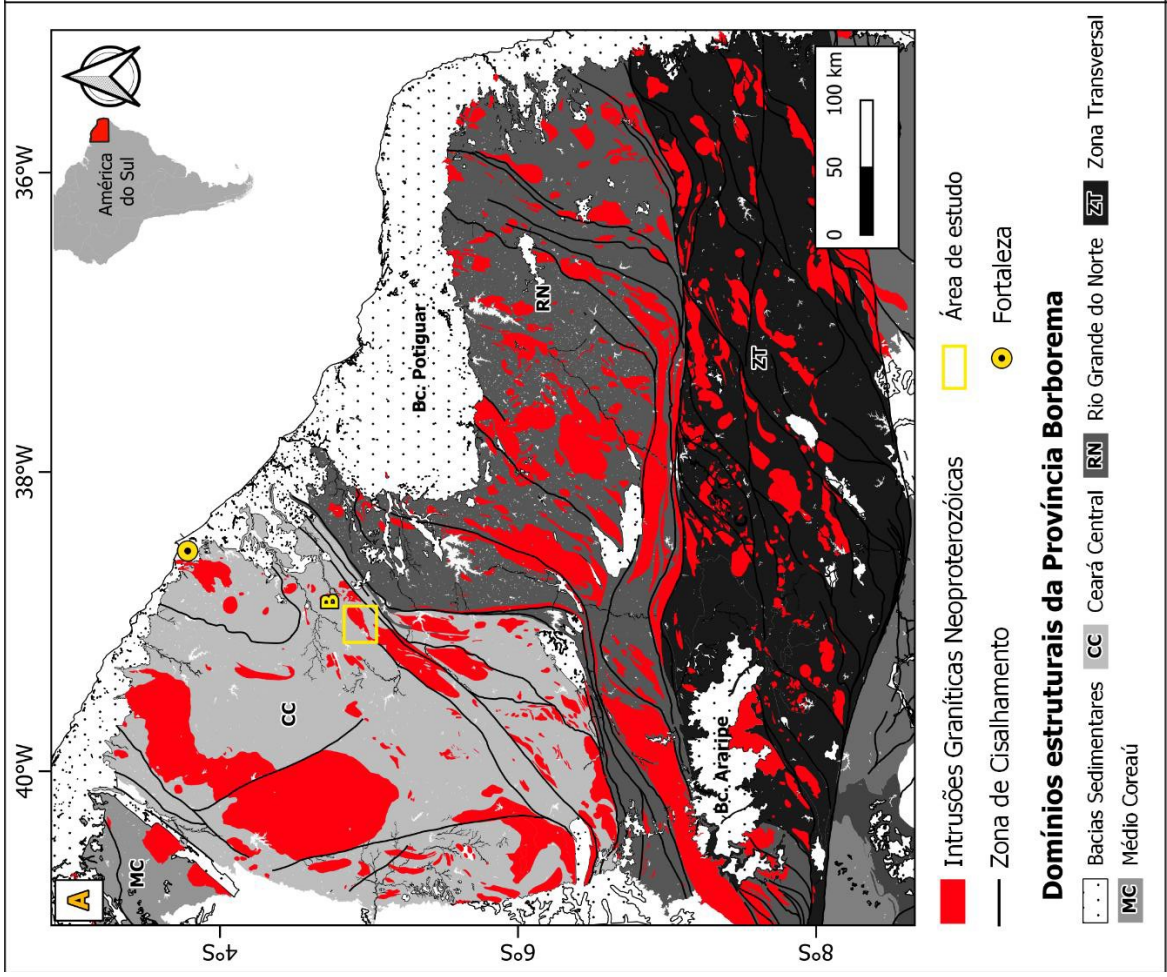 A
América
do Sul
40°W
38°W
36°W
4°S
6°S
8°S
MC
CC
B
Bc. Potiguar
RN
Bc. Araripe
ZT
0 50 100 km
Intrusões Graníticas Neoproterozóicas
Área de estudo
Zona de Cisalhamento
Fortaleza
Domínios estruturais da Província Borborema
Bacias Sedimentares CC Ceará Central RN Rio Grande do Norte ZT Zona Transversal
MC Médio Coreaú